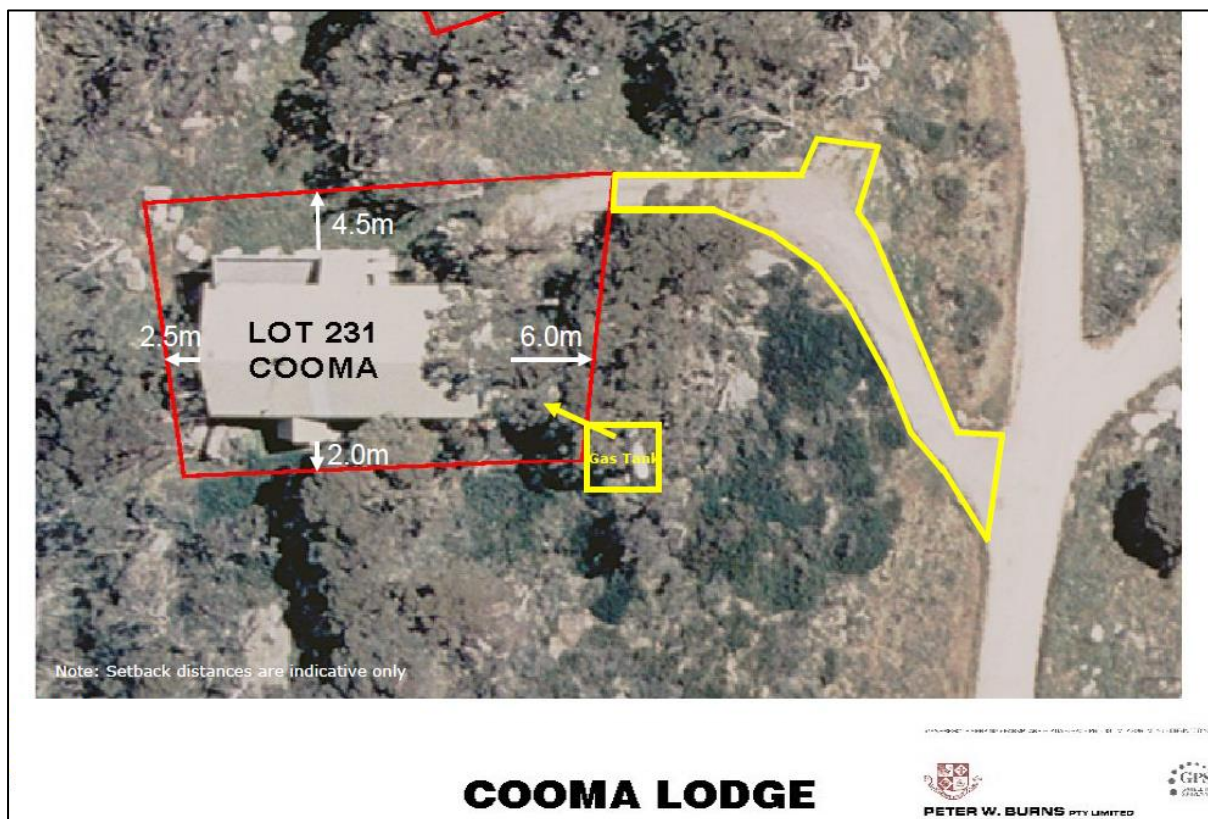 4.5m
LOT 231
COOMA
2.5m
6.0m
2.0m
Gas Tank
Note: Setback distances are indicative only
COOMA LODGE
PETER W. BURNS PTY LIMITED
GPS